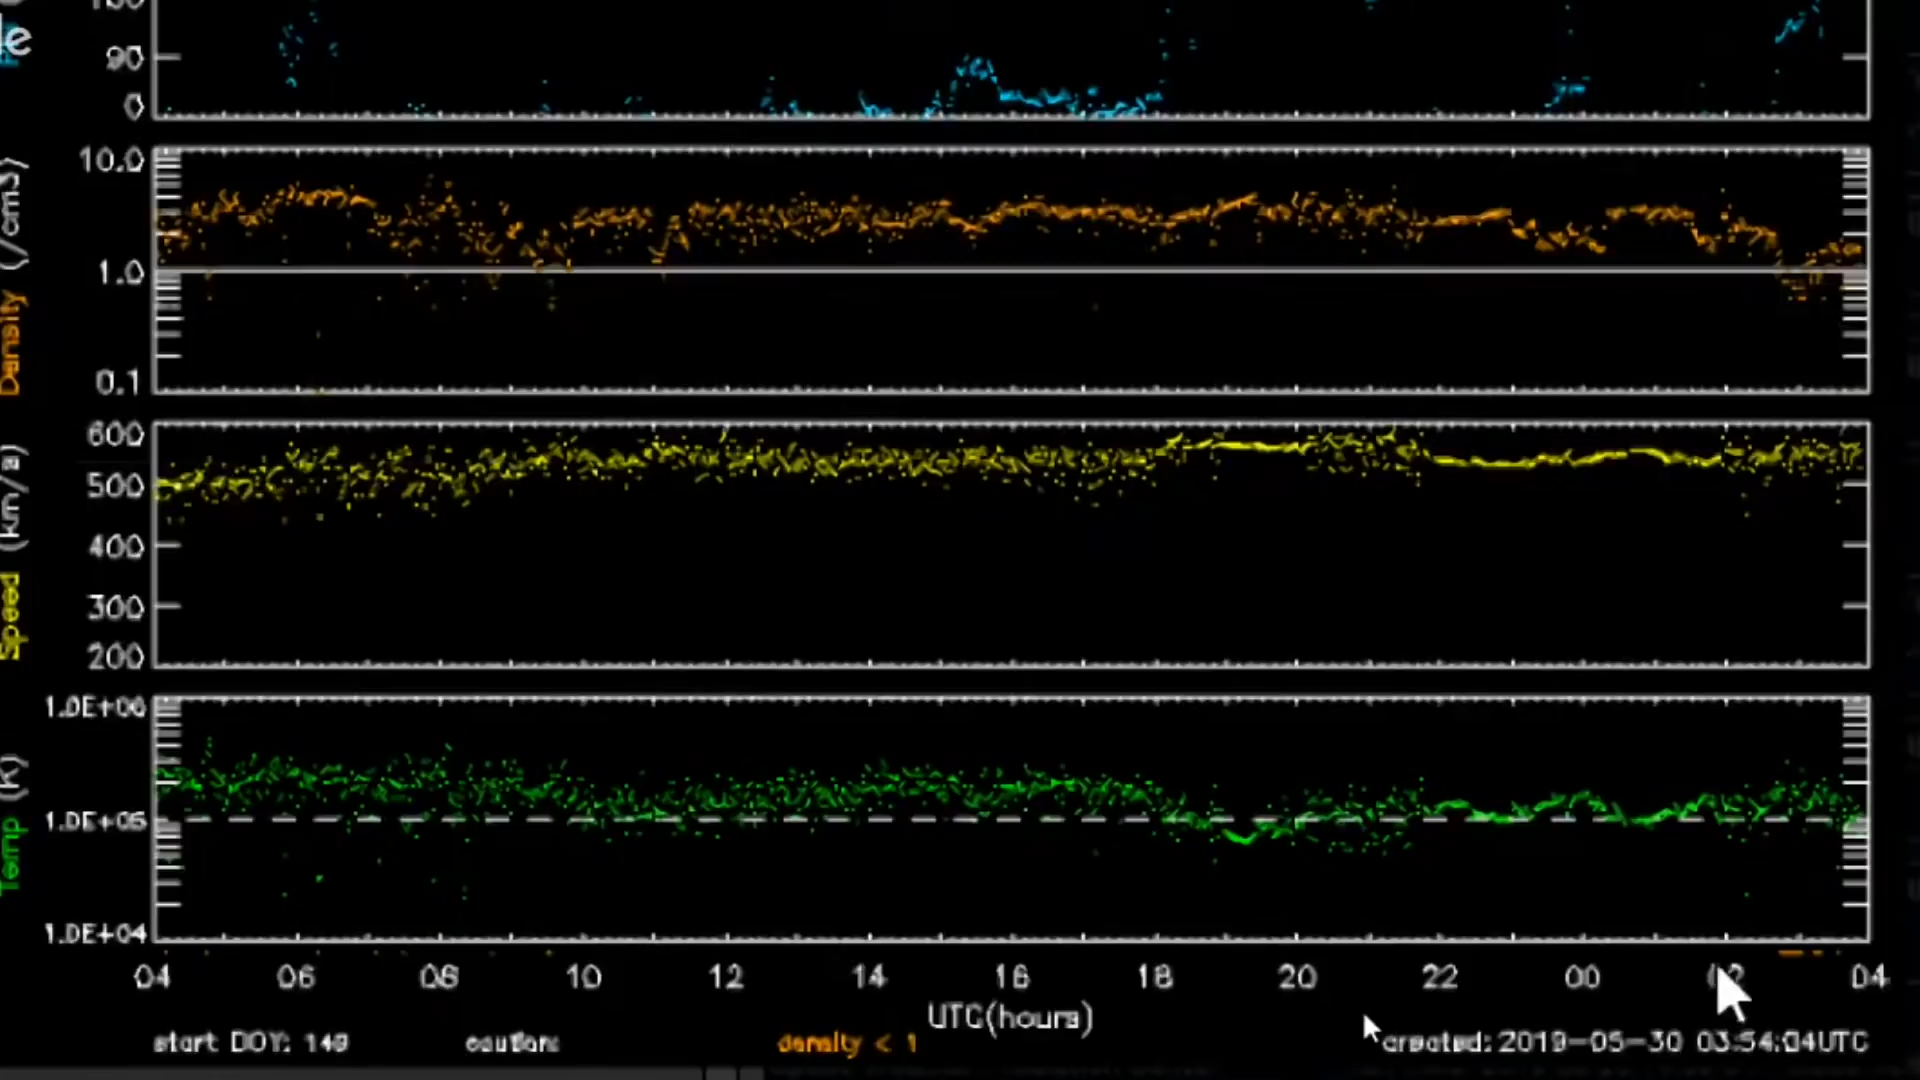 90
0
10.0
1.0
0.1
Density (/cm3)
600
500
400
300
200
Speed (km/s)
1.0E+06
1.0E+05
1.0E+04
Temp (K)
04 06 08 10 12 14 16 18 20 22 00 02 04
UTC(hours)
start DOY: 149 caution: density < 1 created: 2019-05-30 03:54:04UTC